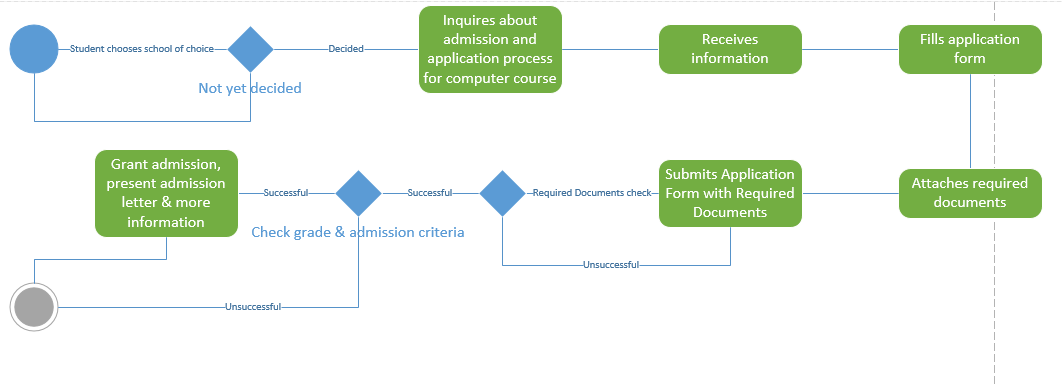 Student chooses school of choice
Decided
Inquires about
admission and
application process
for computer course
Receives
information
Fills application
form
Not yet decided
Grant admission,
present admission
letter & more
information
Successful
Successful
Required Documents check
Submits Application
Form with Required
Documents
Attaches required
documents
Check grade & admission criteria
Unsuccessful
Unsuccessful